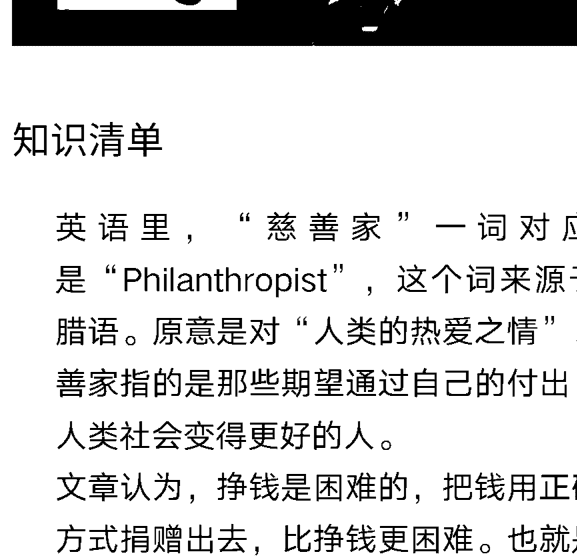 知识清单
英语里，“慈善家”一词对
是“Philanthropist”，这个词来源
腊语。原意是对“人类的热爱之情”
善家指的是那些期望通过自己的付出
人类社会变得更好的人。
文章认为，挣钱是困难的，把钱用正
方式捐赠出去，比挣钱更困难。也就